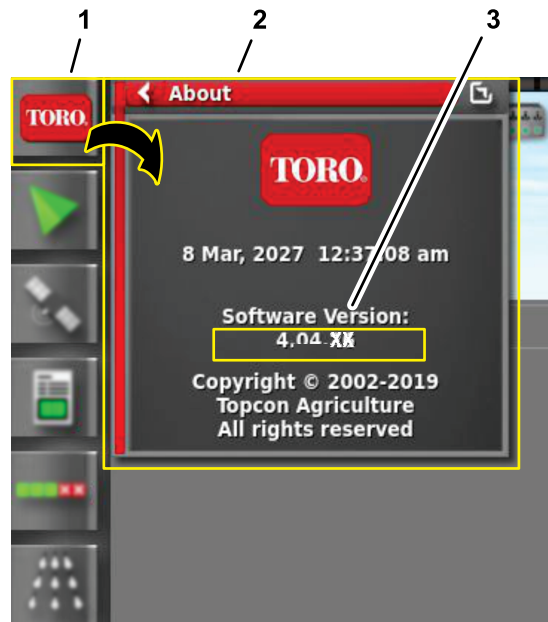 1 2 3
TORO.
About
TORO.
8 Mar, 2027 12:37:08 am
Software Version:
4.04.XX
Copyright © 2002-2019
Topcon Agriculture
All rights reserved